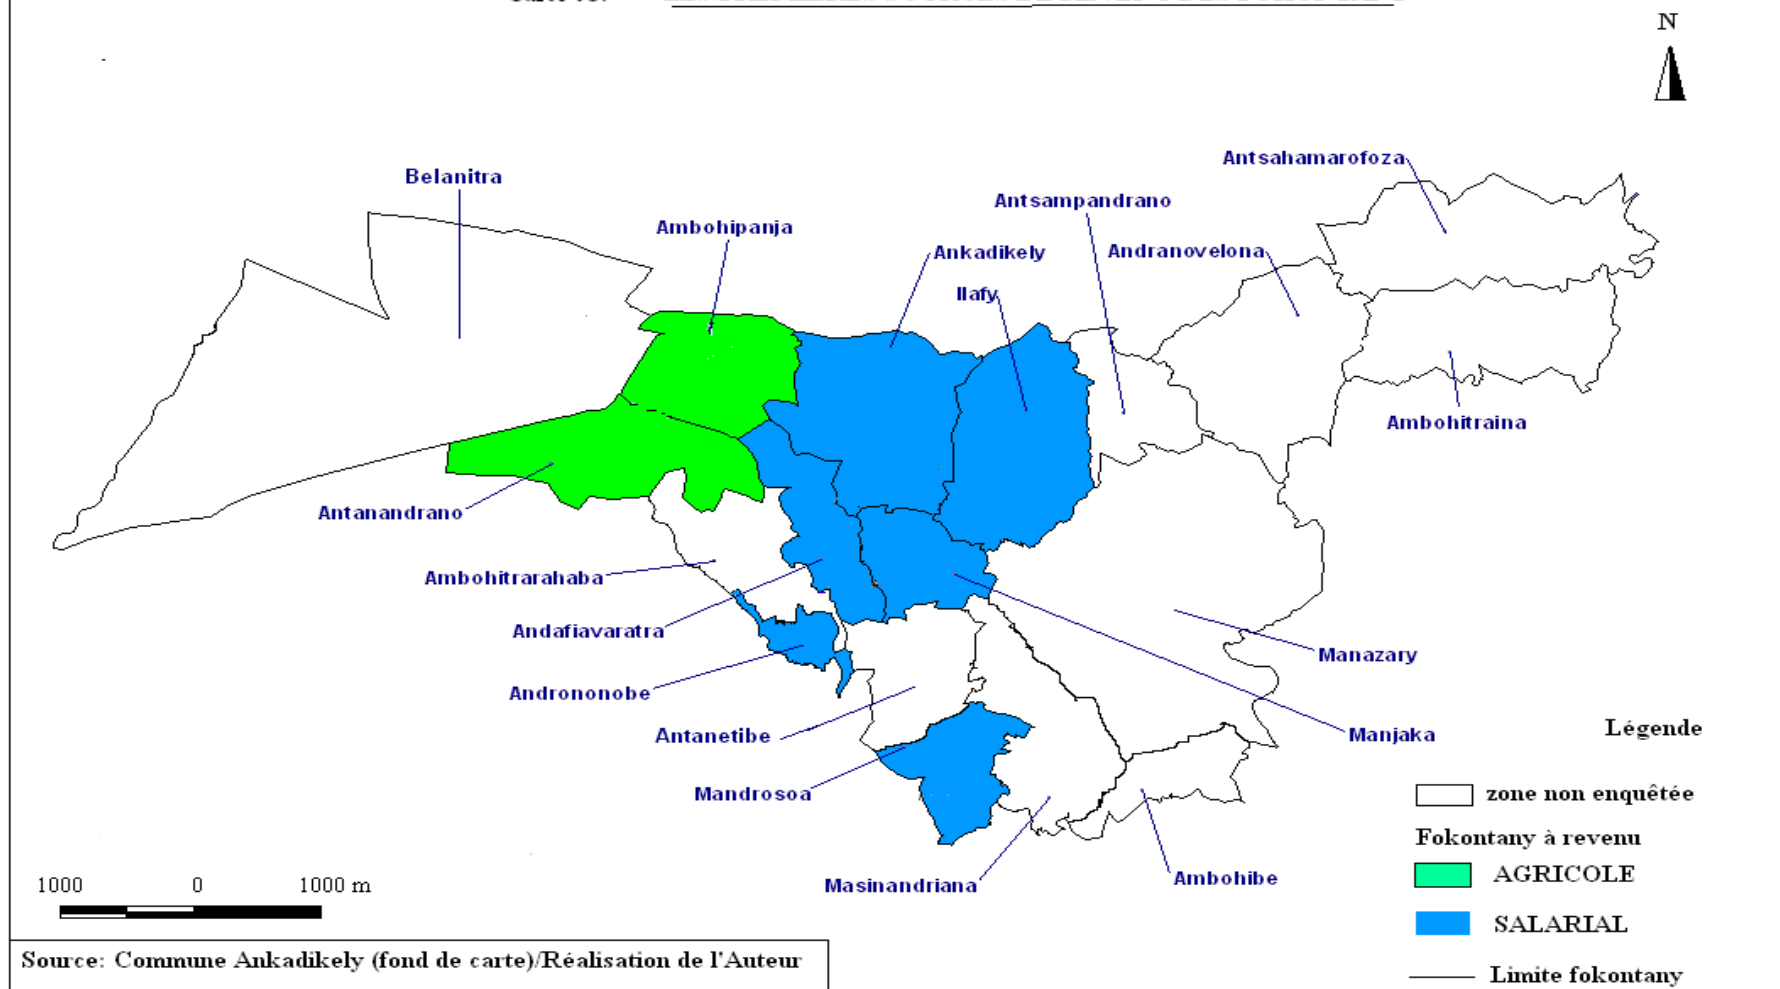 N
Antsahamarofoza
Belanitra
Antsampandrano
Ambohipanja
Ankadikely
Andranovelona
Ilafy
Ambohitraina
Antanandrano
Ambohitrarahaba
Andafiavaratra
Manazary
Andrononobe
Antanetibe
Manjaka
Mandrosoa
Masinandriana
Ambohibe
Légende
zone non enquêtée
Fokontany à revenu
AGRICOLE
SALARIAL
Limite fokontany
1000 0 1000 m
Source: Commune Ankadikely (fond de carte)/Réalisation de l'Auteur